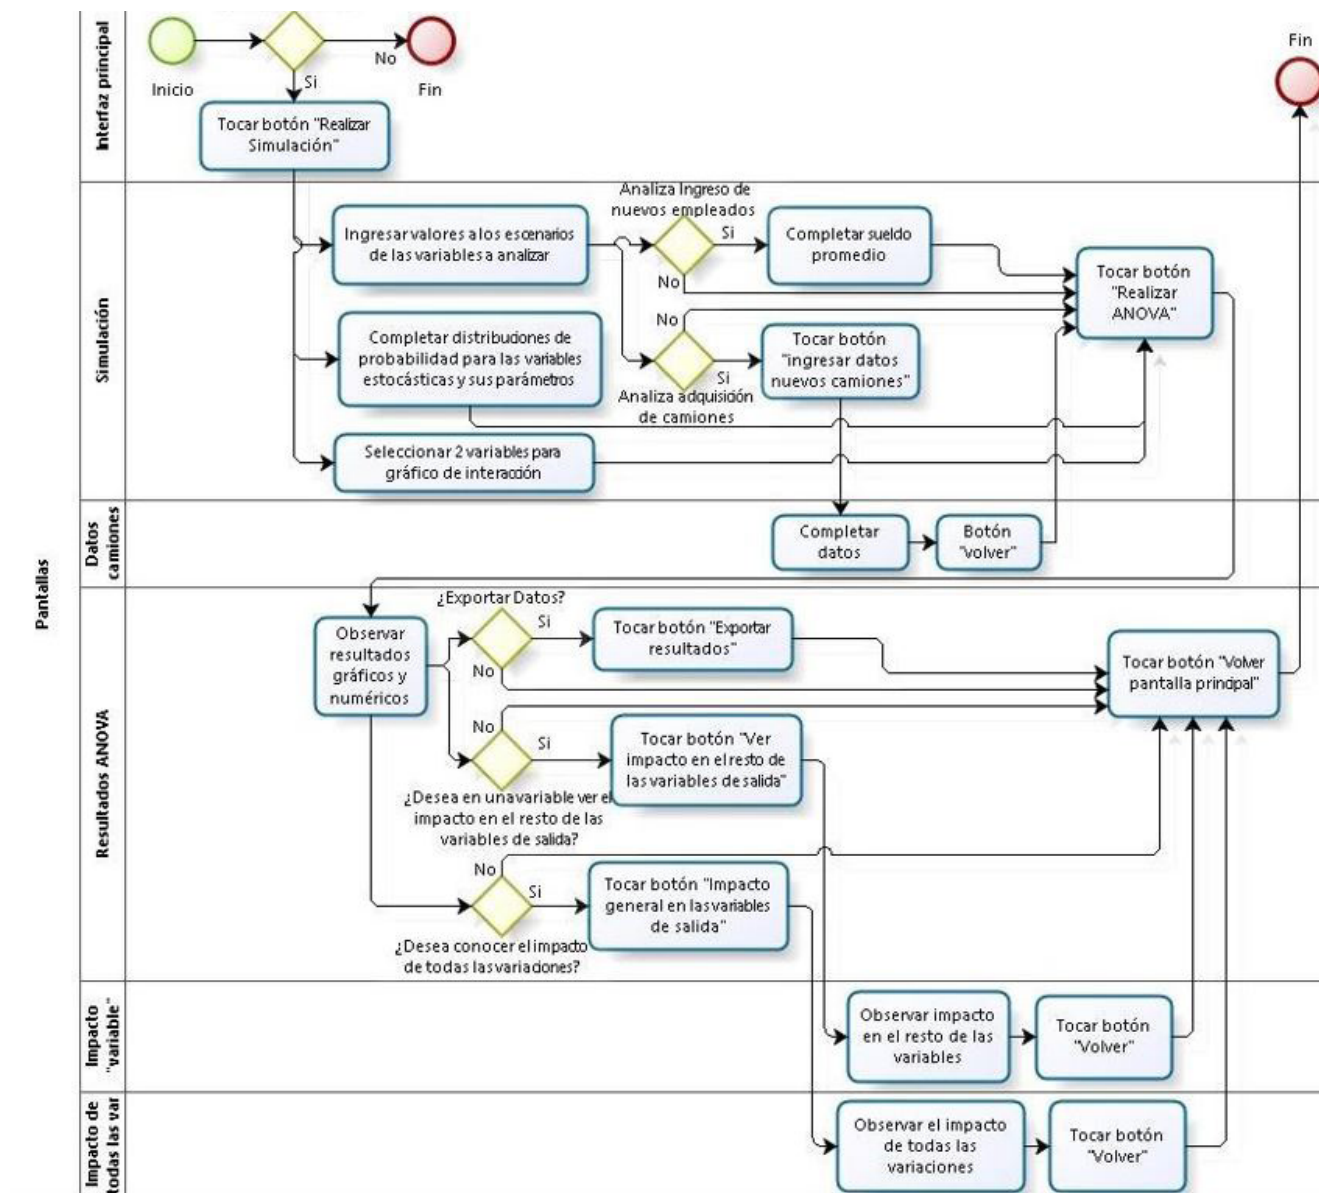 Pantallas
Interfaz principal
Inicio
No
Fin
Si
Tocar botón "Realizar
Simulación"
Fin
Simulación
Ingresar valores a los escenarios
de las variables a analizar
Analiza Ingreso de
nuevos empleados
Si
No
Completar sueldo
promedio
Tocar botón
"Realizar
ANOVA"
Completar distribuciones de
probabilidad para las variables
estocásticas y sus parámetros
No
Si
Analiza adquisición
de camiones
Tocar botón
"ingresar datos
nuevos camiones"
Seleccionar 2 variables para
gráfico de interacción
Datos
camiones
Completar
datos
Botón
"volver"
Resultados ANOVA
Observar
resultados
gráficos y
numéricos
¿Exportar Datos?
Si
No
Tocar botón "Exportar
resultados"
Tocar botón "Volver
pantalla principal"
No
Si
¿Desea en una variable ver el
impacto en el resto de las
variables de salida?
Tocar botón "Ver
impacto en el resto de
las variables de salida"
No
Si
¿Desea conocer el impacto
de todas las variaciones?
Tocar botón "Impacto
general en las variables
de salida"
Impacto
"variable"
Observar impacto
en el resto de las
variables
Tocar botón
"Volver"
Impacto de
todas las var
Observar el impacto
de todas las
variaciones
Tocar botón
"Volver"